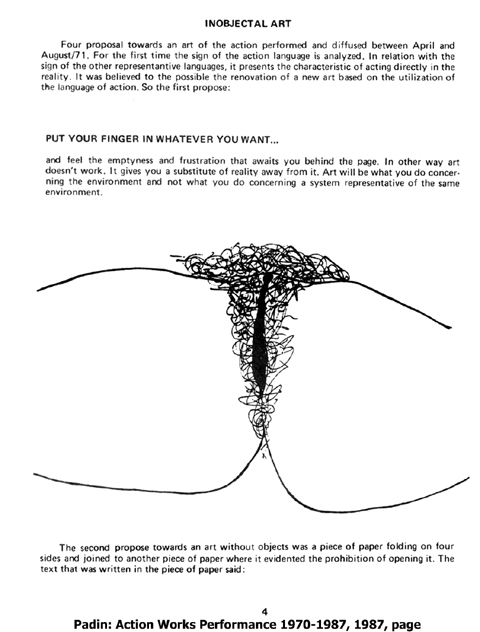 INOBJECTAL ART
Four proposal towards an art of the action performed and diffused between April and
August/71. For the first time the sign of the action language is analyzed. In relation with the
sign of the other representantive languages, it presents the characteristic of acting directly in the
reality. It was believed to the possible the renovation of a new art based on the utilization of
the language of action. So the first propose:
PUT YOUR FINGER IN WHATEVER YOU WANT...
and feel the emptyness and frustration that awaits you behind the page. In other way art
doesn't work. It gives you a substitute of reality away from it. Art will be what you do concer-
ning the environment and not what you do concerning a system representative of the same
environment.
The second propose towards an art without objects was a piece of paper folding on four
sides and joined to another piece of paper where it evidented the prohibition of opening it. The
text that was written in the piece of paper said:
4
Padin: Action Works Performance 1970-1987, 1987, page